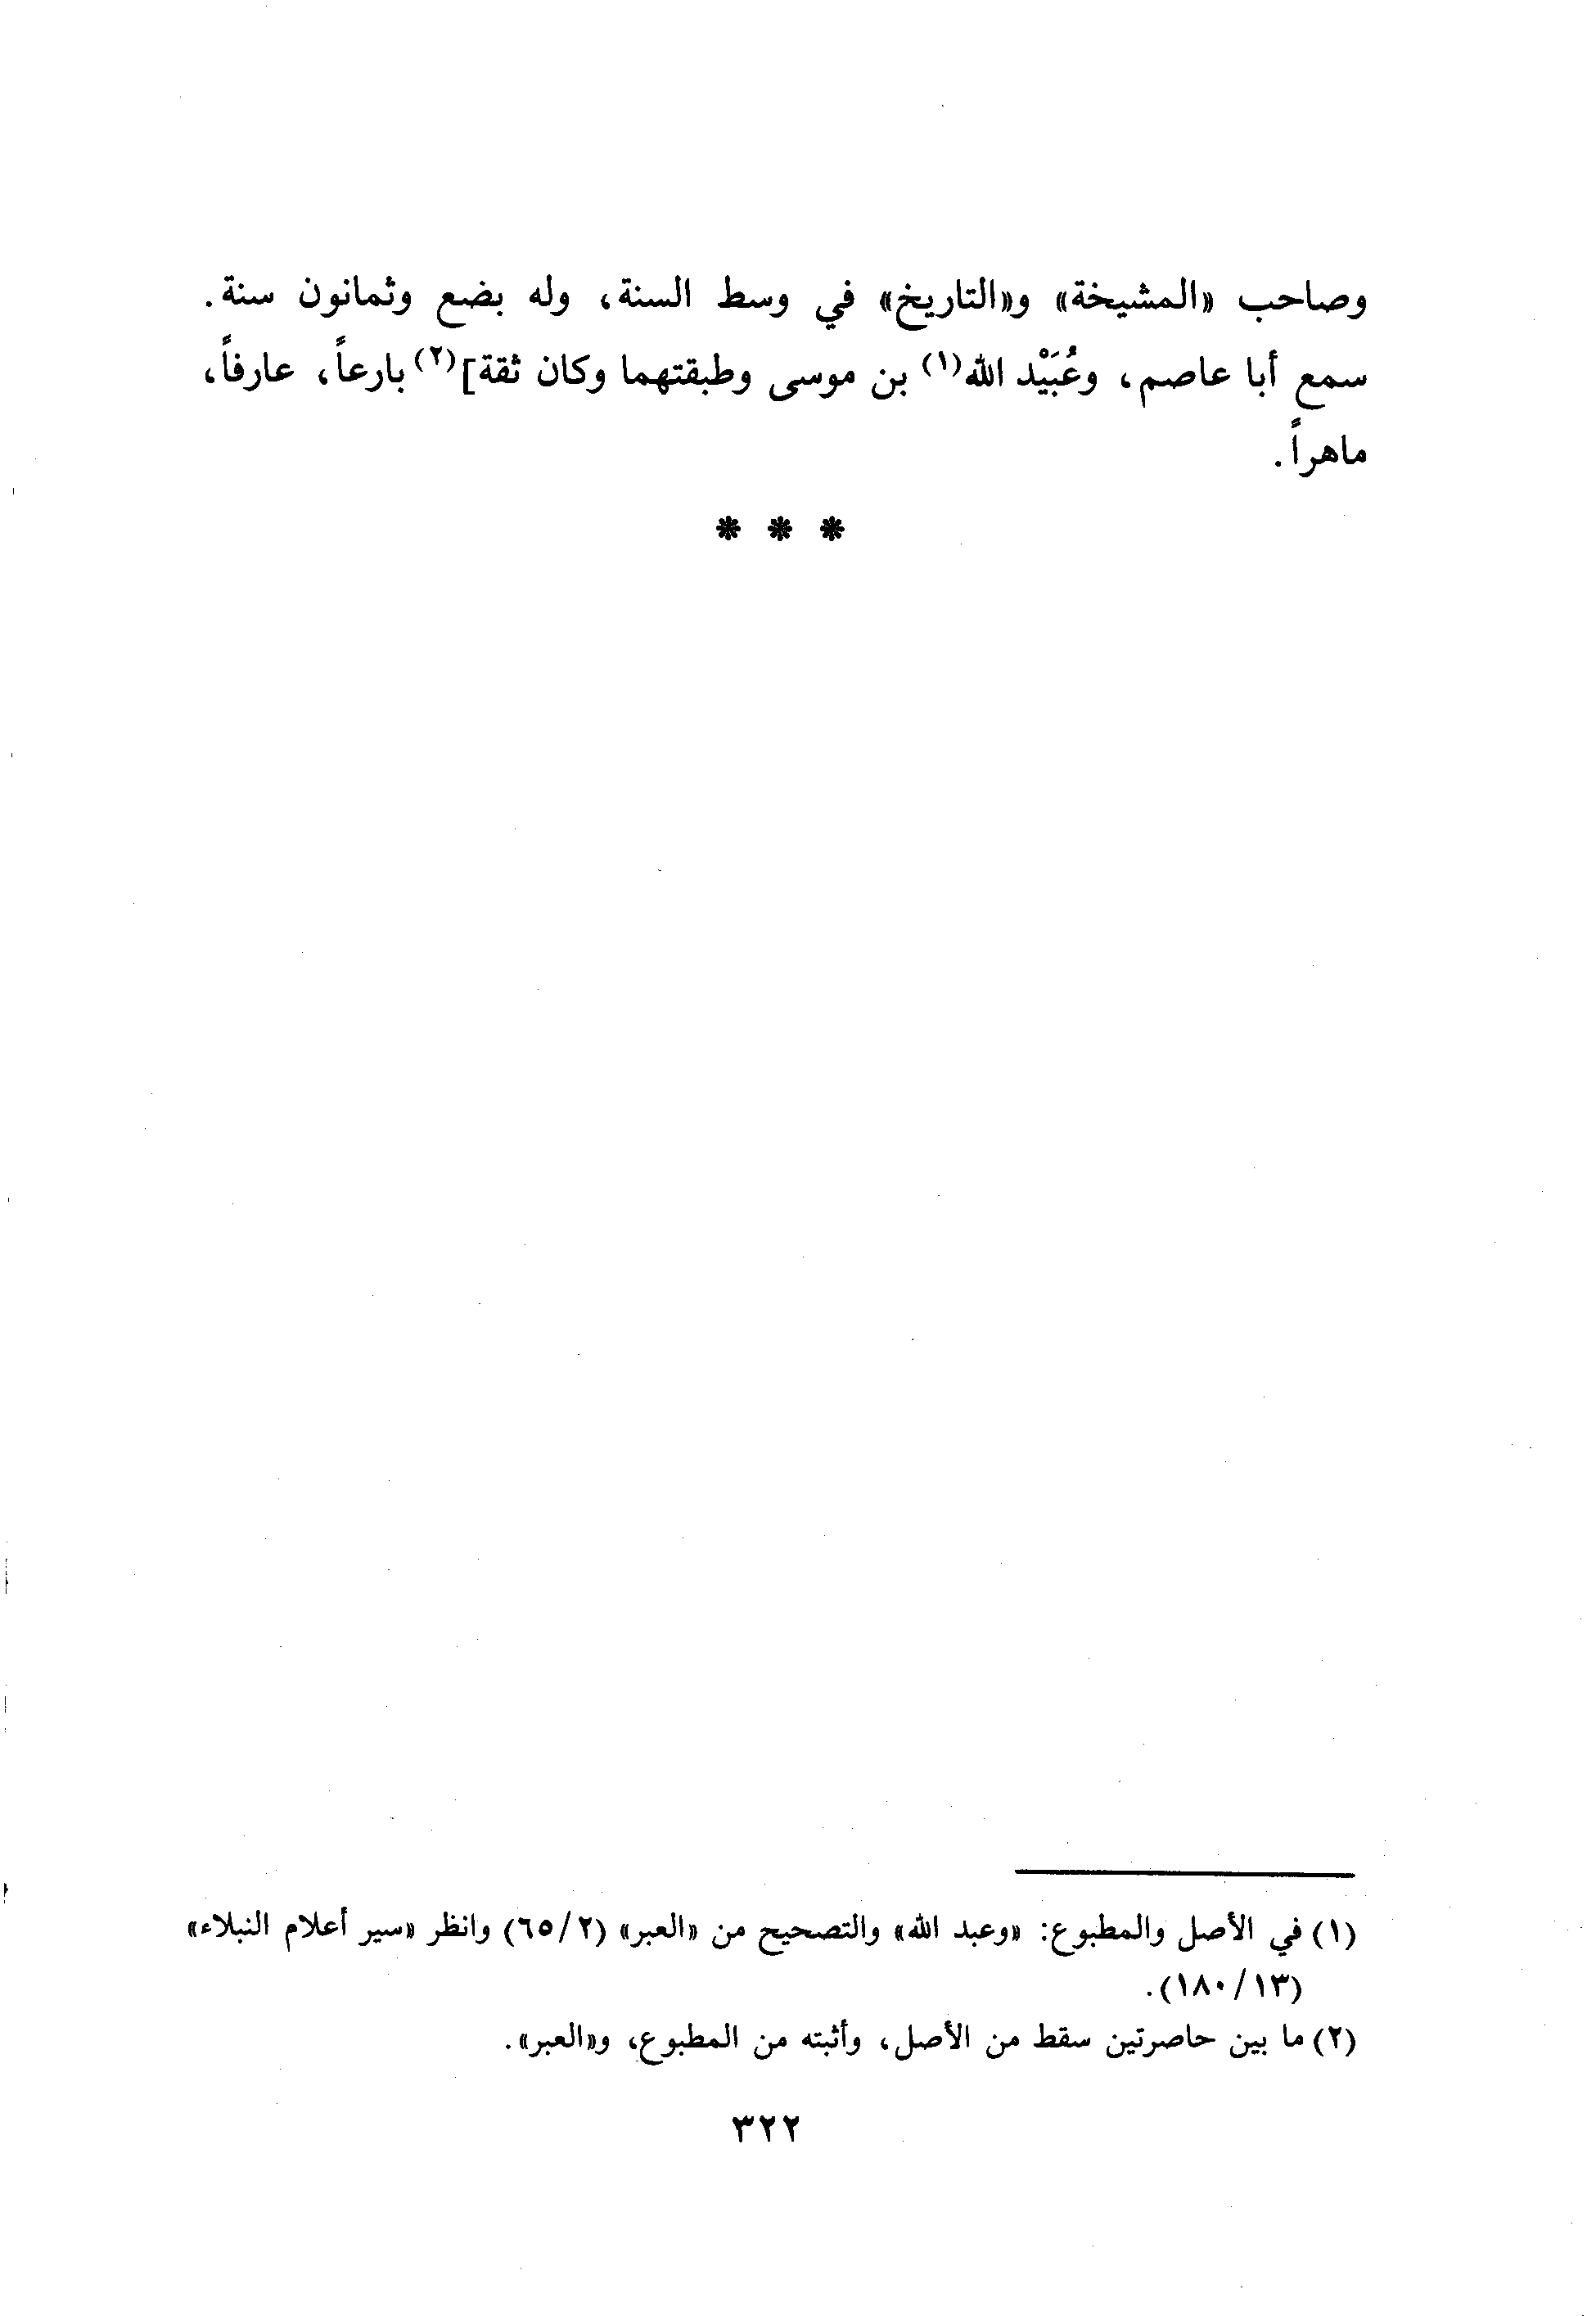 وصاحب «المشيخة» و«التاريخ» في وسط السنة، وله بضع وثمانون سنة.
سمع أبا عاصم، وعُبَيْد الله(١) بن موسى وطبقتهما وكان ثقة](٢) بارعاً، عارفاً،
ماهراً.
* * *
(١) في الأصل والمطبوع: «وعبد الله» والتصحيح من «العبر» (٦٥/٢) وانظر «سير أعلام النبلاء»
(١٨٠/١٣).
(٢) ما بين حاصرتين سقط من الأصل، وأثبته من المطبوع، و«العبر».
٣٢٢